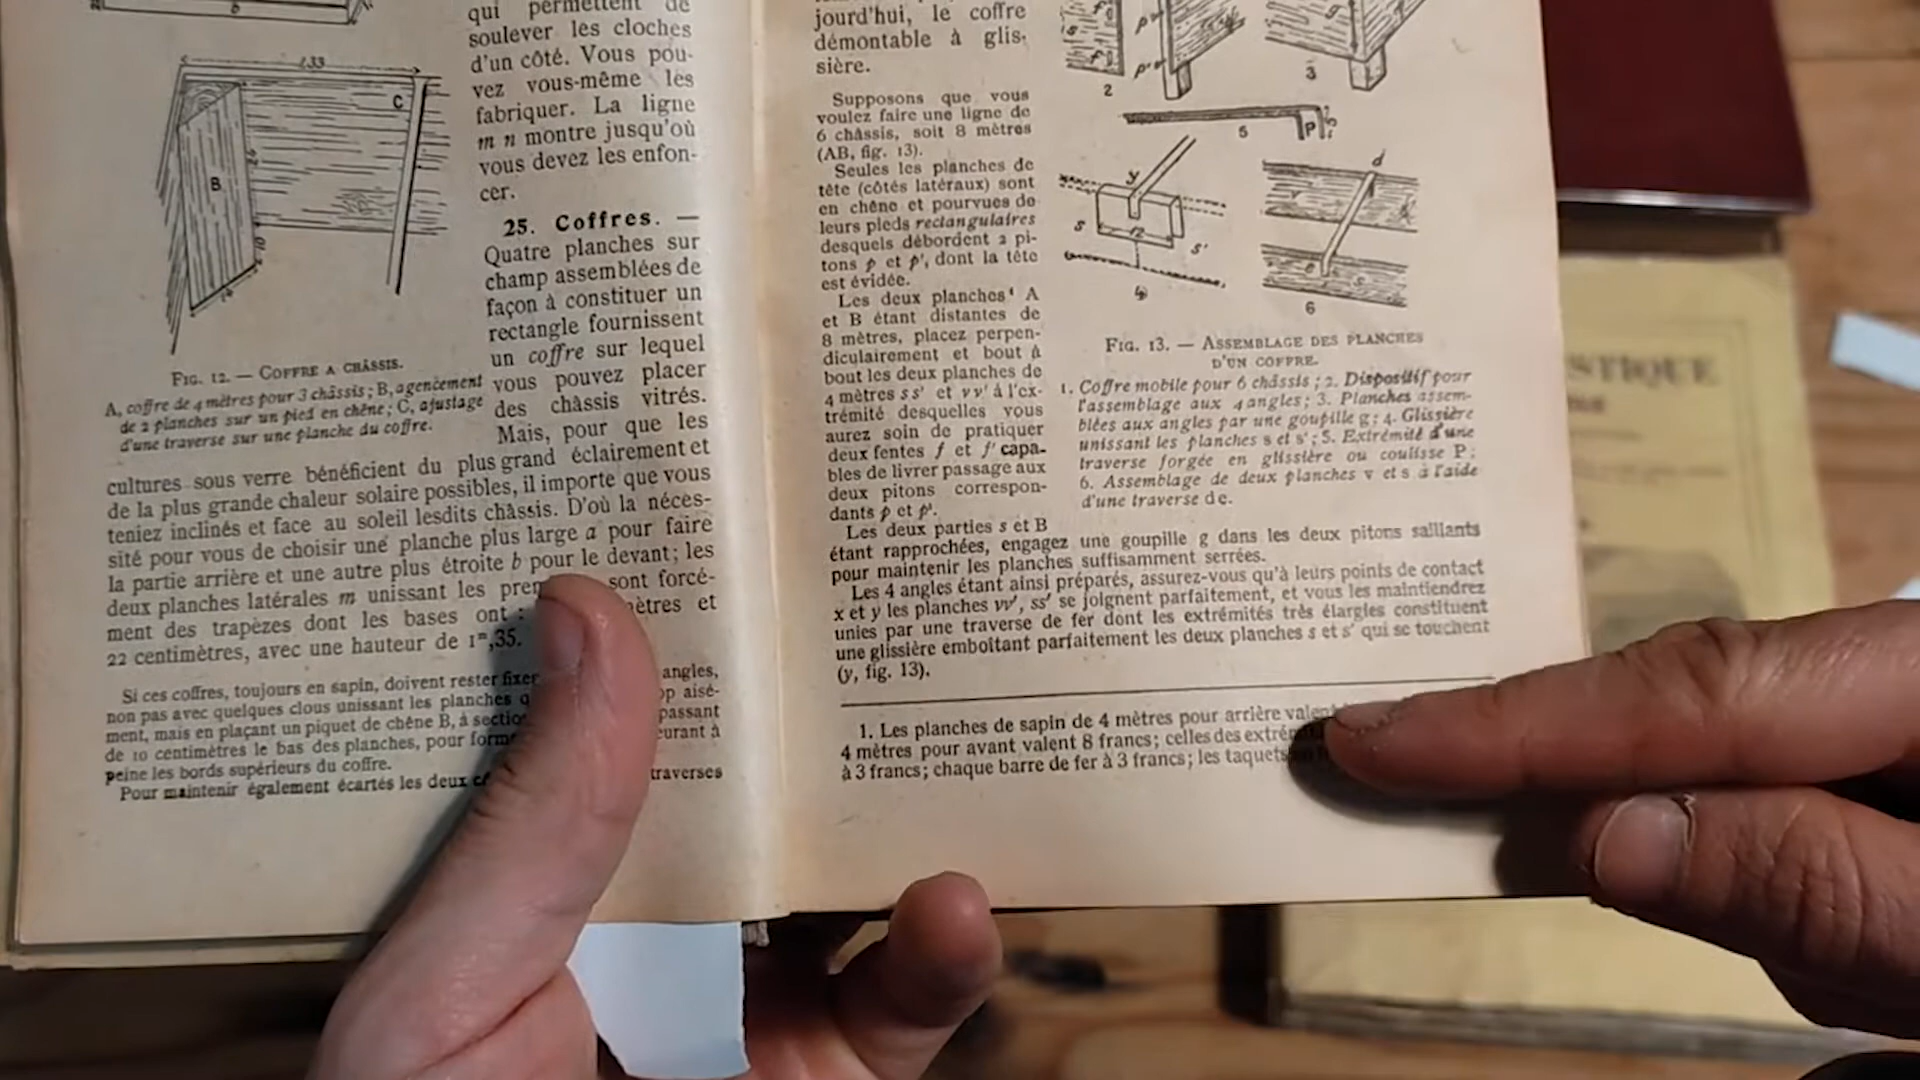 qui permettent de
soulever les cloches
d'un côté. Vous pou-
vez vous-même les
fabriquer. La ligne
m n montre jusqu'où
vous devez les enfon-
cer.
1,33
C
B
FIG. 12. — COFFRE A CHÂSSIS.
A, coffre de 4 mètres pour 3 châssis; B, agencement
de 2 planches sur un pied en chêne; C, ajustage
d'une traverse sur une planche du coffre.
25. Coffres. —
Quatre planches sur
champ assemblées de
façon à constituer un
rectangle fournissent
un coffre sur lequel
vous pouvez placer
des châssis vitrés.
Mais, pour que les
cultures sous verre bénéficient du plus grand éclairement et
de la plus grande chaleur solaire possibles, il importe que vous
teniez inclinés et face au soleil lesdits châssis. D'où la néces-
sité pour vous de choisir une planche plus large a pour faire
la partie arrière et une autre plus étroite b pour le devant; les
deux planches latérales m unissant les sont forcé-
ment des trapèzes dont les bases ont : mètres et
22 centimètres, avec une hauteur de 1m,35.
Si ces coffres, toujours en sapin, doivent rester angles,
non pas avec quelques clous unissant les planches aisé-
ment, mais en plaçant un piquet de chêne B, à passant
de 10 centimètres le bas des planches, pour à
peine les bords supérieurs du coffre.
Pour maintenir également écartés les deux traverses
jourd'hui, le coffre
démontable à glis-
sière.
Supposons que vous
voulez faire une ligne de
6 châssis, soit 8 mètres
(AB, fig. 13).
Seules les planches de
tête (côtés latéraux) sont
en chêne et pourvues de
leurs pieds rectangulaires
desquels débordent 2 pi-
tons p et p', dont la tête
est évidée.
Les deux planches¹ A
et B étant distantes de
8 mètres, placez perpen-
diculairement et bout à
bout les deux planches de
4 mètres ss' et vv' à l'ex-
trémité desquelles vous
aurez soin de pratiquer
deux fentes f et f' capa-
bles de livrer passage aux
deux pitons correspon-
dants p et p'.
Les deux parties s et B
étant rapprochées, engagez une goupille g dans les deux pitons saillants
pour maintenir les planches suffisamment serrées.
Les 4 angles étant ainsi préparés, assurez-vous qu'à leurs points de contact
x et y les planches vv', ss' se joignent parfaitement, et vous les maintiendrez
unies par une traverse de fer dont les extrémités très élargies constituent
une glissière emboîtant parfaitement les deux planches s et s' qui se touchent
(y, fig. 13).
2
3
5
P
y
s
s'
4
d
6
FIG. 13. — ASSEMBLAGE DES PLANCHES
D'UN COFFRE.
1. Coffre mobile pour 6 châssis; 2. Dispositif pour
l'assemblage aux 4 angles; 3. Planches assem-
blées aux angles par une goupille g; 4. Glissière
unissant les planches s et s'; 5. Extrémité d'une
traverse forgée en glissière ou coulisse P;
6. Assemblage de deux planches v et s à l'aide
d'une traverse de.
1. Les planches de sapin de 4 mètres pour arrière valent
4 mètres pour avant valent 8 francs; celles des
à 3 francs; chaque barre de fer à 3 francs; les taquets
STIQUE